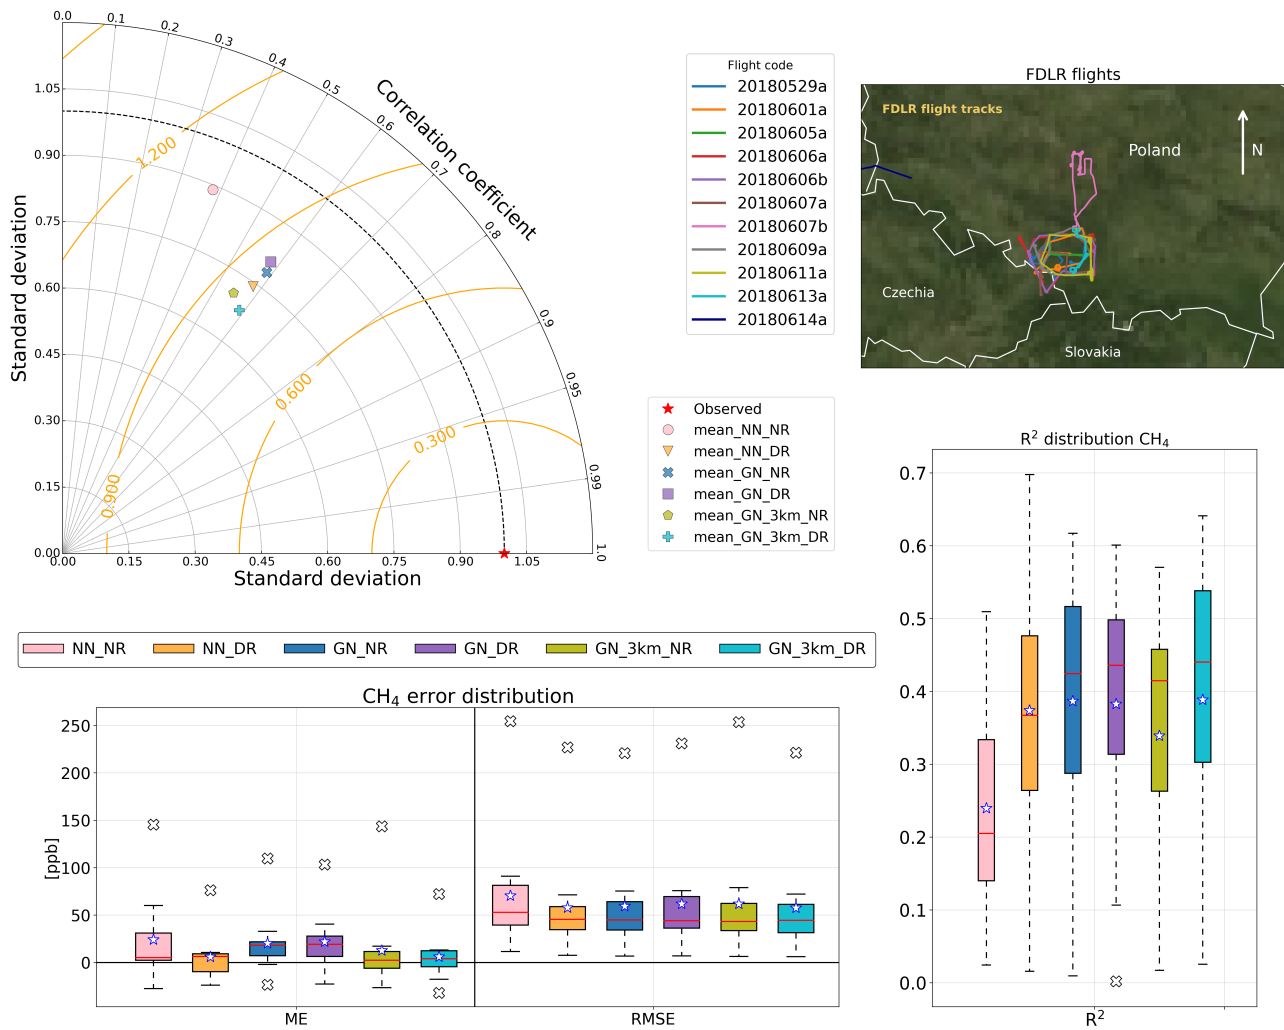 0.0 0.1 0.2 0.3 0.4 0.5 0.6 0.7 0.8 0.9 0.95 0.99 1.0
Correlation coefficient
1.05
0.90
0.75
0.60
0.45
0.30
0.15
0.00
Standard deviation
1.200
0.900
0.600
0.300
0.00 0.15 0.30 0.45 0.60 0.75 0.90 1.05
Standard deviation
Flight code
20180529a
20180601a
20180605a
20180606a
20180606b
20180607a
20180607b
20180609a
20180611a
20180613a
20180614a
FDLR flights
FDLR flight tracks
Poland
N
Czechia
Slovakia
Observed
mean_NN_NR
mean_NN_DR
mean_GN_NR
mean_GN_DR
mean_GN_3km_NR
mean_GN_3km_DR
NN_NR NN_DR GN_NR GN_DR GN_3km_NR GN_3km_DR
CH₄ error distribution
250
200
150
100
50
0
[ppb]
ME RMSE
R² distribution CH₄
0.7
0.6
0.5
0.4
0.3
0.2
0.1
0.0
R²